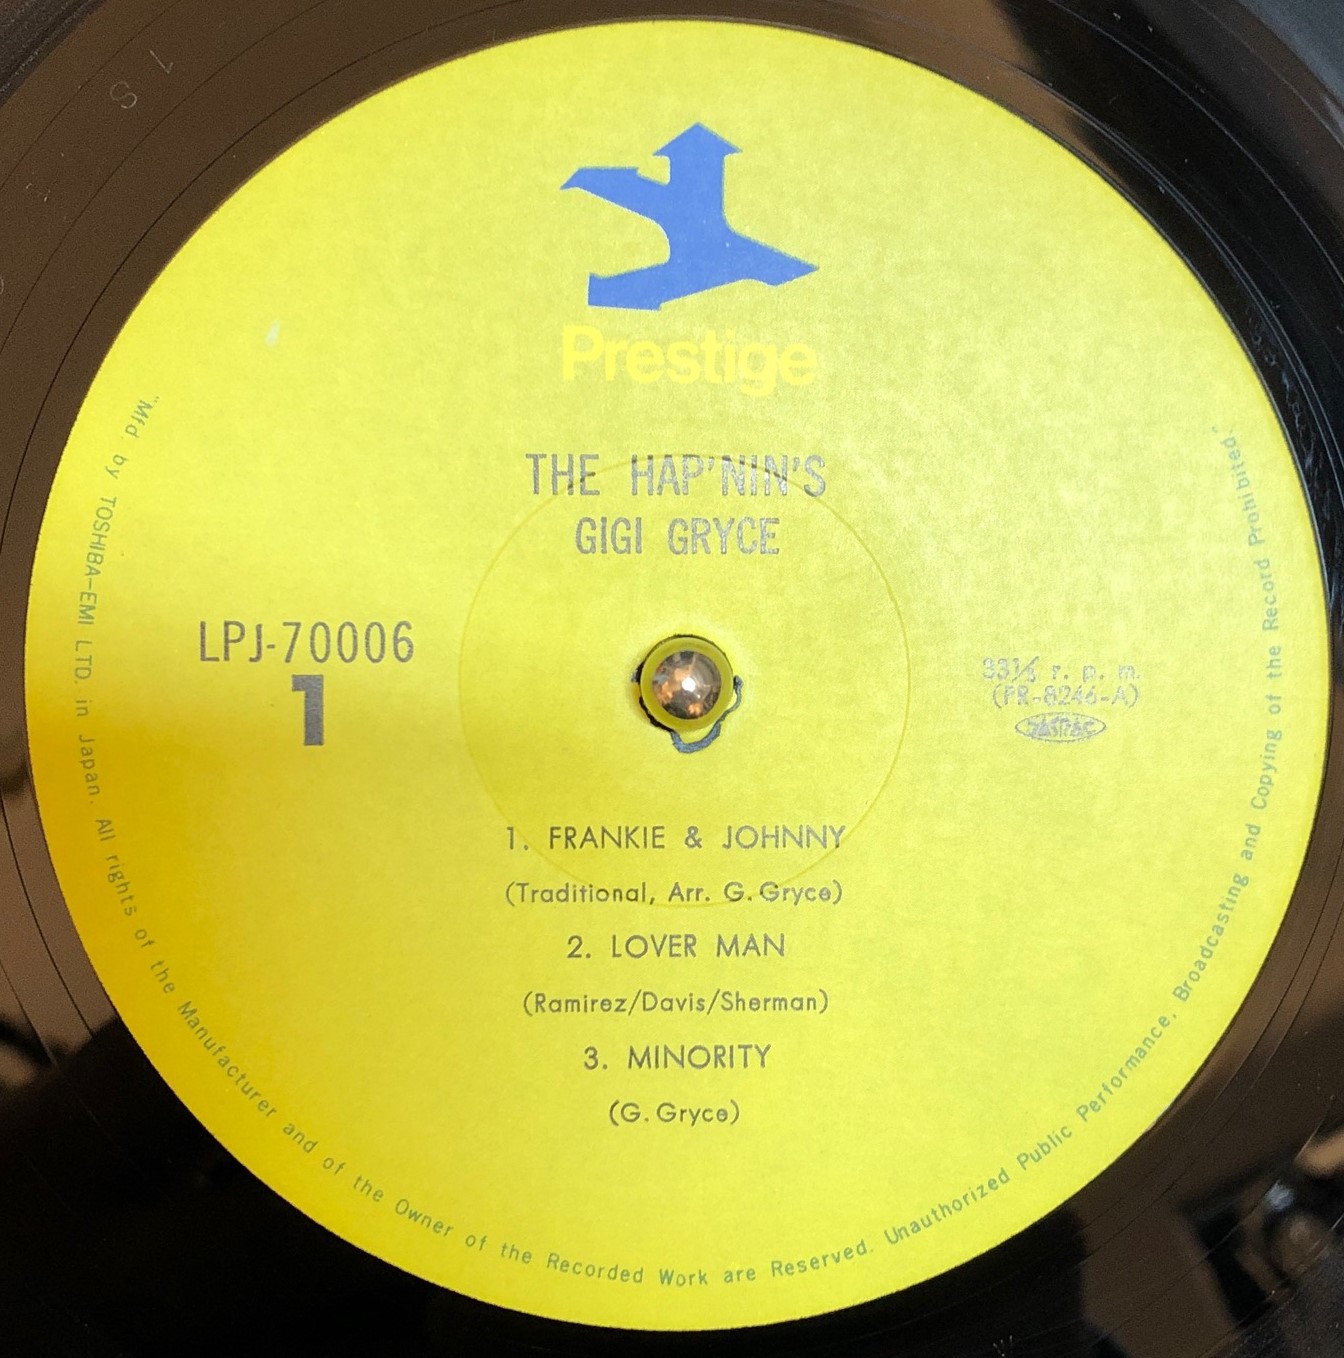 Prestige
THE HAP'NIN'S
GIGI GRYCE
LPJ-70006
1
33⅓ r. p. m.
(PR-8246-A)
JASRAC
1. FRANKIE & JOHNNY
(Traditional, Arr. G. Gryce)
2. LOVER MAN
(Ramirez/Davis/Sherman)
3. MINORITY
(G. Gryce)
"Mfd by TOSHIBA-EMI LTD. in Japan. All rights of the Manufacturer and of the Owner of the Recorded Work are Reserved. Unauthorized Public Performance, Broadcasting and Copying of the Record Prohibited."
1 S